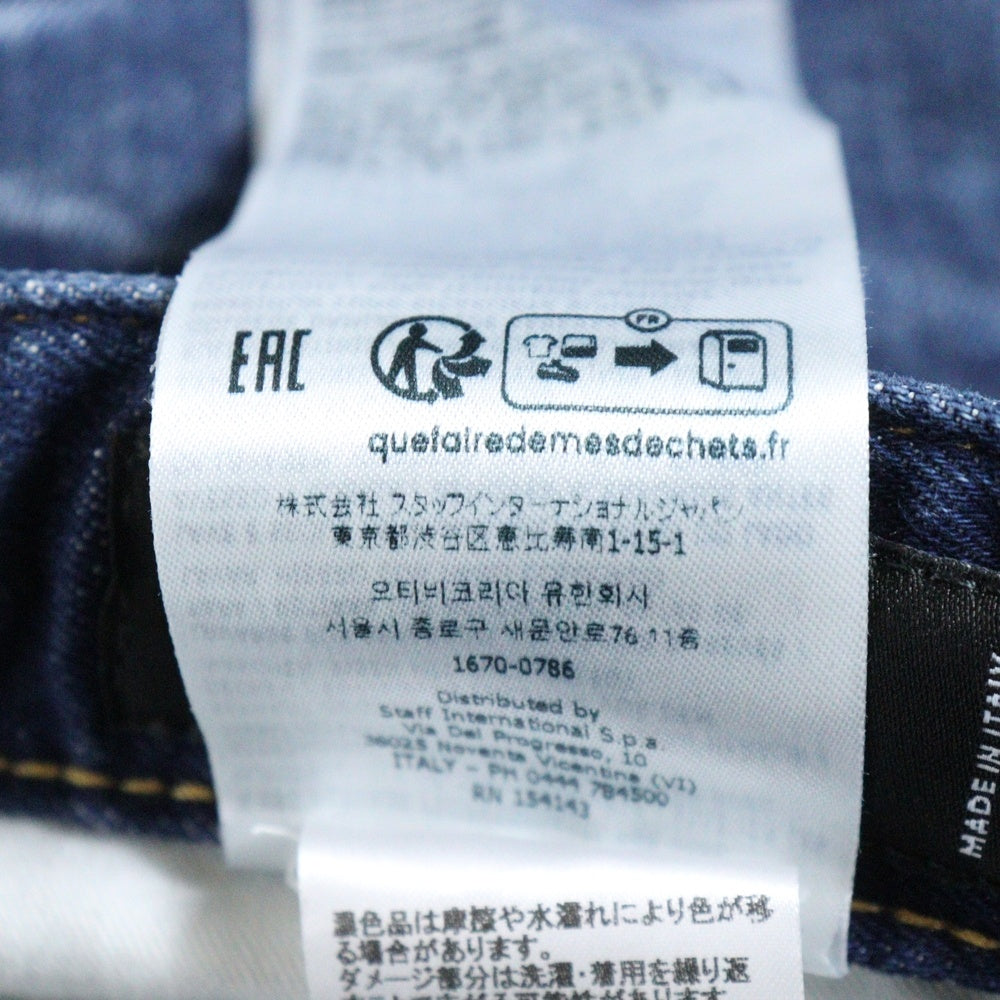 EAC
FR
quefairedemesdechets.fr
株式会社 スタッフインターナショナルジャパン
東京都渋谷区恵比寿南1-15-1
오티비코리아 유한회사
서울시 종로구 새문안로76 11층
1670-0786
Distributed by
Staff International S.p.a.
Via Del Progresso, 10
36025 Noventa Vicentina (VI)
ITALY - PH 0444 784500
RN 154143
MADE IN ITALY
濃色品は摩擦や水濡れにより色が移
る場合があります。
ダメージ部分は洗濯・着用を繰り返